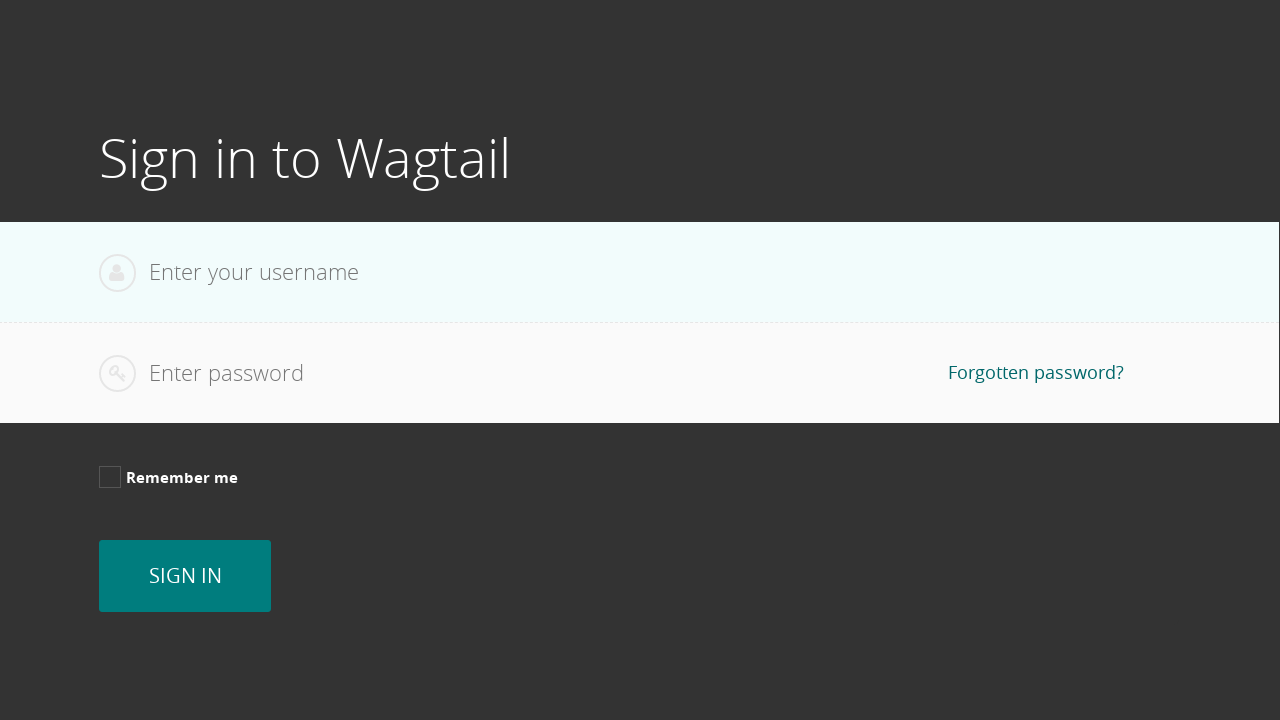 Sign in to Wagtail
Enter your username
Enter password
Forgotten password?
Remember me
SIGN IN